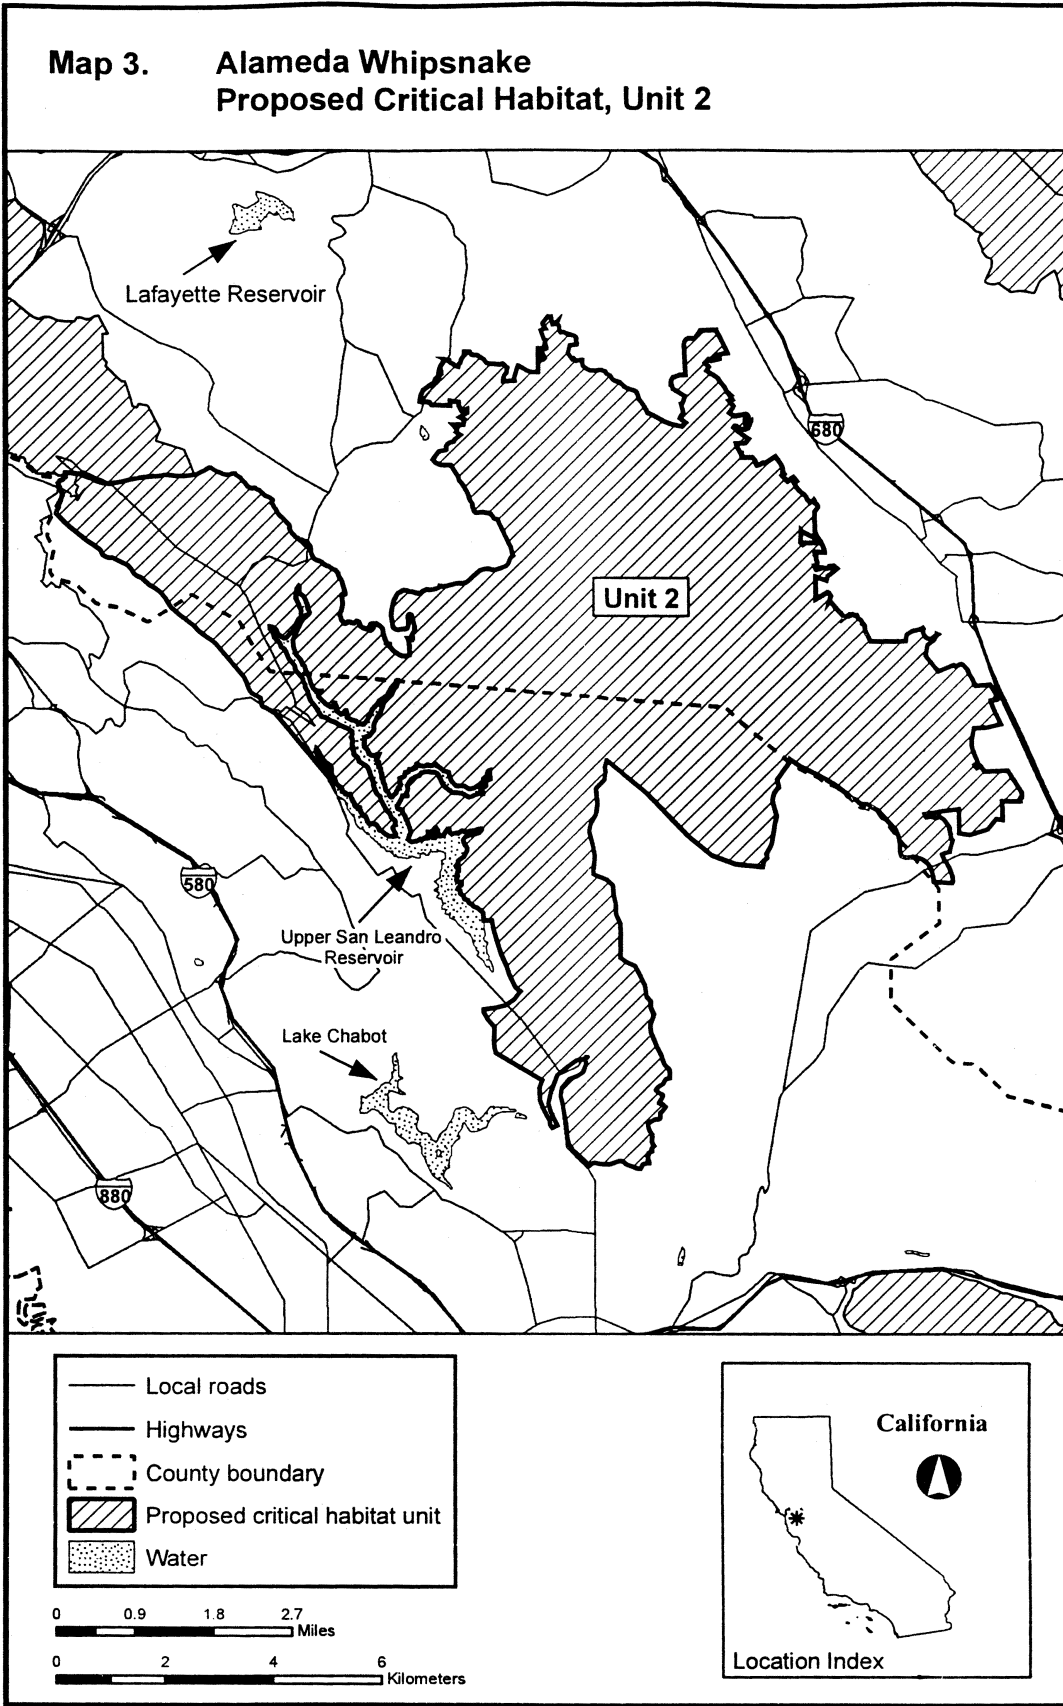 Map 3. Alameda Whipsnake
Proposed Critical Habitat, Unit 2
Lafayette Reservoir
680
Unit 2
580
Upper San Leandro
Reservoir
Lake Chabot
880
Local roads
Highways
County boundary
Proposed critical habitat unit
Water
0 0.9 1.8 2.7
Miles
0 2 4 6
Kilometers
California
Location Index